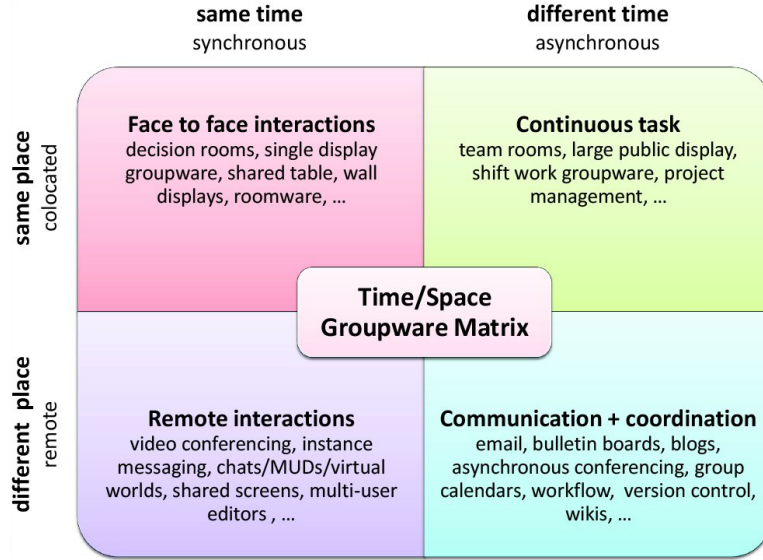 same time
synchronous
different time
asynchronous
same place
colocated
Face to face interactions
decision rooms, single display
groupware, shared table, wall
displays, roomware, ...
Continuous task
team rooms, large public display,
shift work groupware, project
management, ...
Time/Space
Groupware Matrix
different place
remote
Remote interactions
video conferencing, instance
messaging, chats/MUDs/virtual
worlds, shared screens, multi-user
editors , ...
Communication + coordination
email, bulletin boards, blogs,
asynchronous conferencing, group
calendars, workflow, version control,
wikis, ...